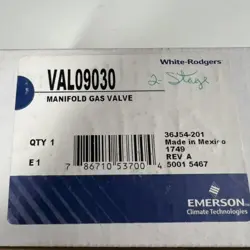 White-Rodgers
VAL09030
2-Stage
MANIFOLD GAS VALVE
QTY 1
36J54-201
Made in Mexico
1749
E 1
REV A
7 86710 53700 4
5001 5467
EMERSON
Climate Technologies